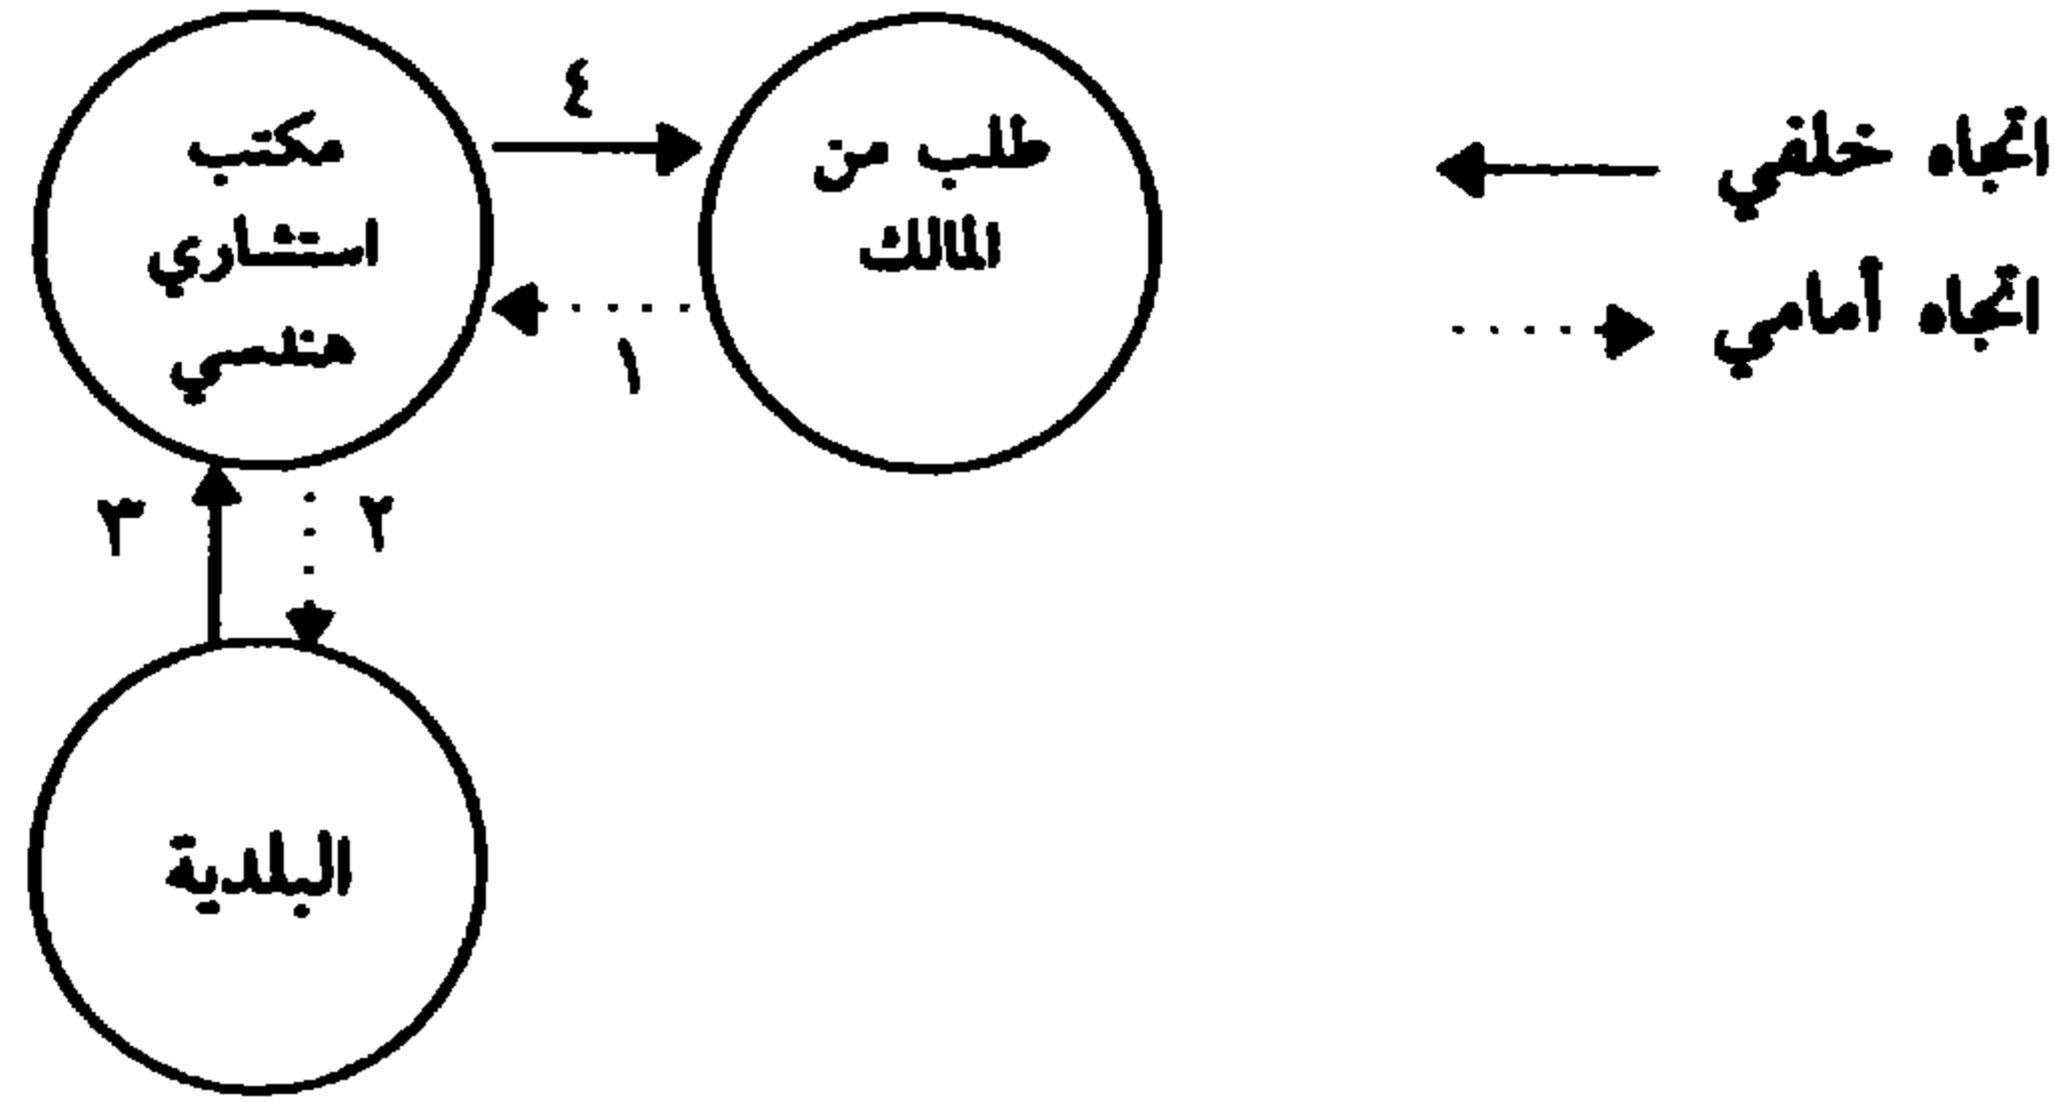 اتجاه خلفي
اتجاه أمامي
طلب من
المالك
٤
١
مكتب
استشاري
هندسي
٢
٣
البلدية